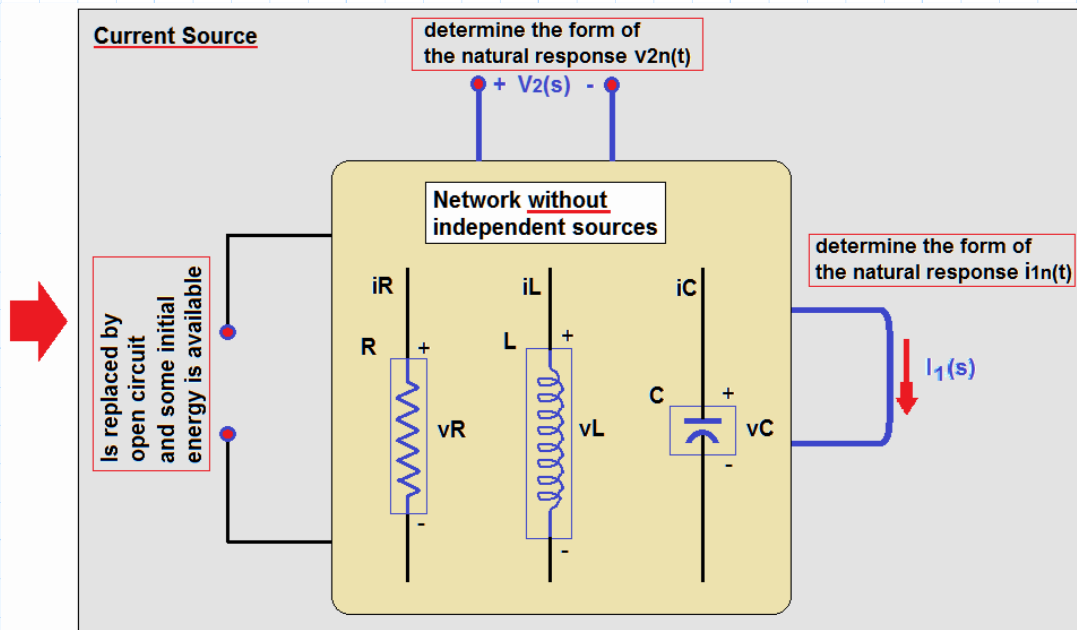 Current Source
determine the form of
the natural response v2n(t)
+ V2(s) -
Network without
independent sources
determine the form of
the natural response i1n(t)
Is replaced by
open circuit
and some initial
energy is available
iR
iL
iC
R
+
L
+
C
+
vR
vL
vC
-
-
-
I1(s)